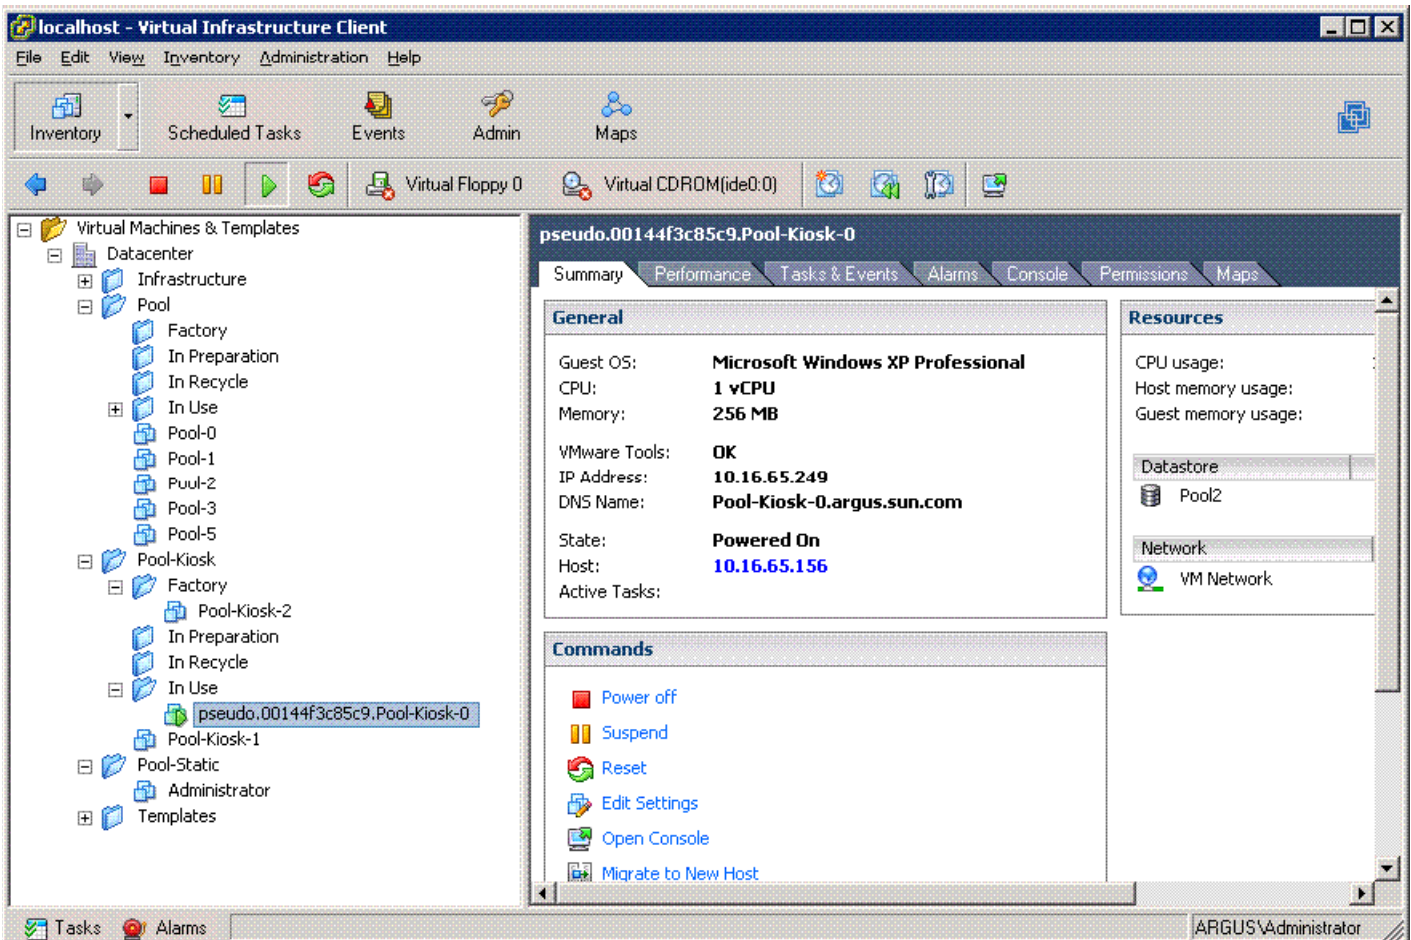 localhost - Virtual Infrastructure Client
File Edit View Inventory Administration Help
Inventory Scheduled Tasks Events Admin Maps
Virtual Floppy 0 Virtual CDROM(ide0:0)
Virtual Machines & Templates
Datacenter
Infrastructure
Pool
Factory
In Preparation
In Recycle
In Use
Pool-0
Pool-1
Pool-2
Pool-3
Pool-5
Pool-Kiosk
Factory
Pool-Kiosk-2
In Preparation
In Recycle
In Use
pseudo.00144f3c85c9.Pool-Kiosk-0
Pool-Kiosk-1
Pool-Static
Administrator
Templates
pseudo.00144f3c85c9.Pool-Kiosk-0
Summary Performance Tasks & Events Alarms Console Permissions Maps
General
Guest OS: Microsoft Windows XP Professional
CPU: 1 vCPU
Memory: 256 MB
VMware Tools: OK
IP Address: 10.16.65.249
DNS Name: Pool-Kiosk-0.argus.sun.com
State: Powered On
Host: 10.16.65.156
Active Tasks:
Commands
Power off
Suspend
Reset
Edit Settings
Open Console
Migrate to New Host
Resources
CPU usage:
Host memory usage:
Guest memory usage:
Datastore
Pool2
Network
VM Network
Tasks Alarms
ARGUS\Administrator